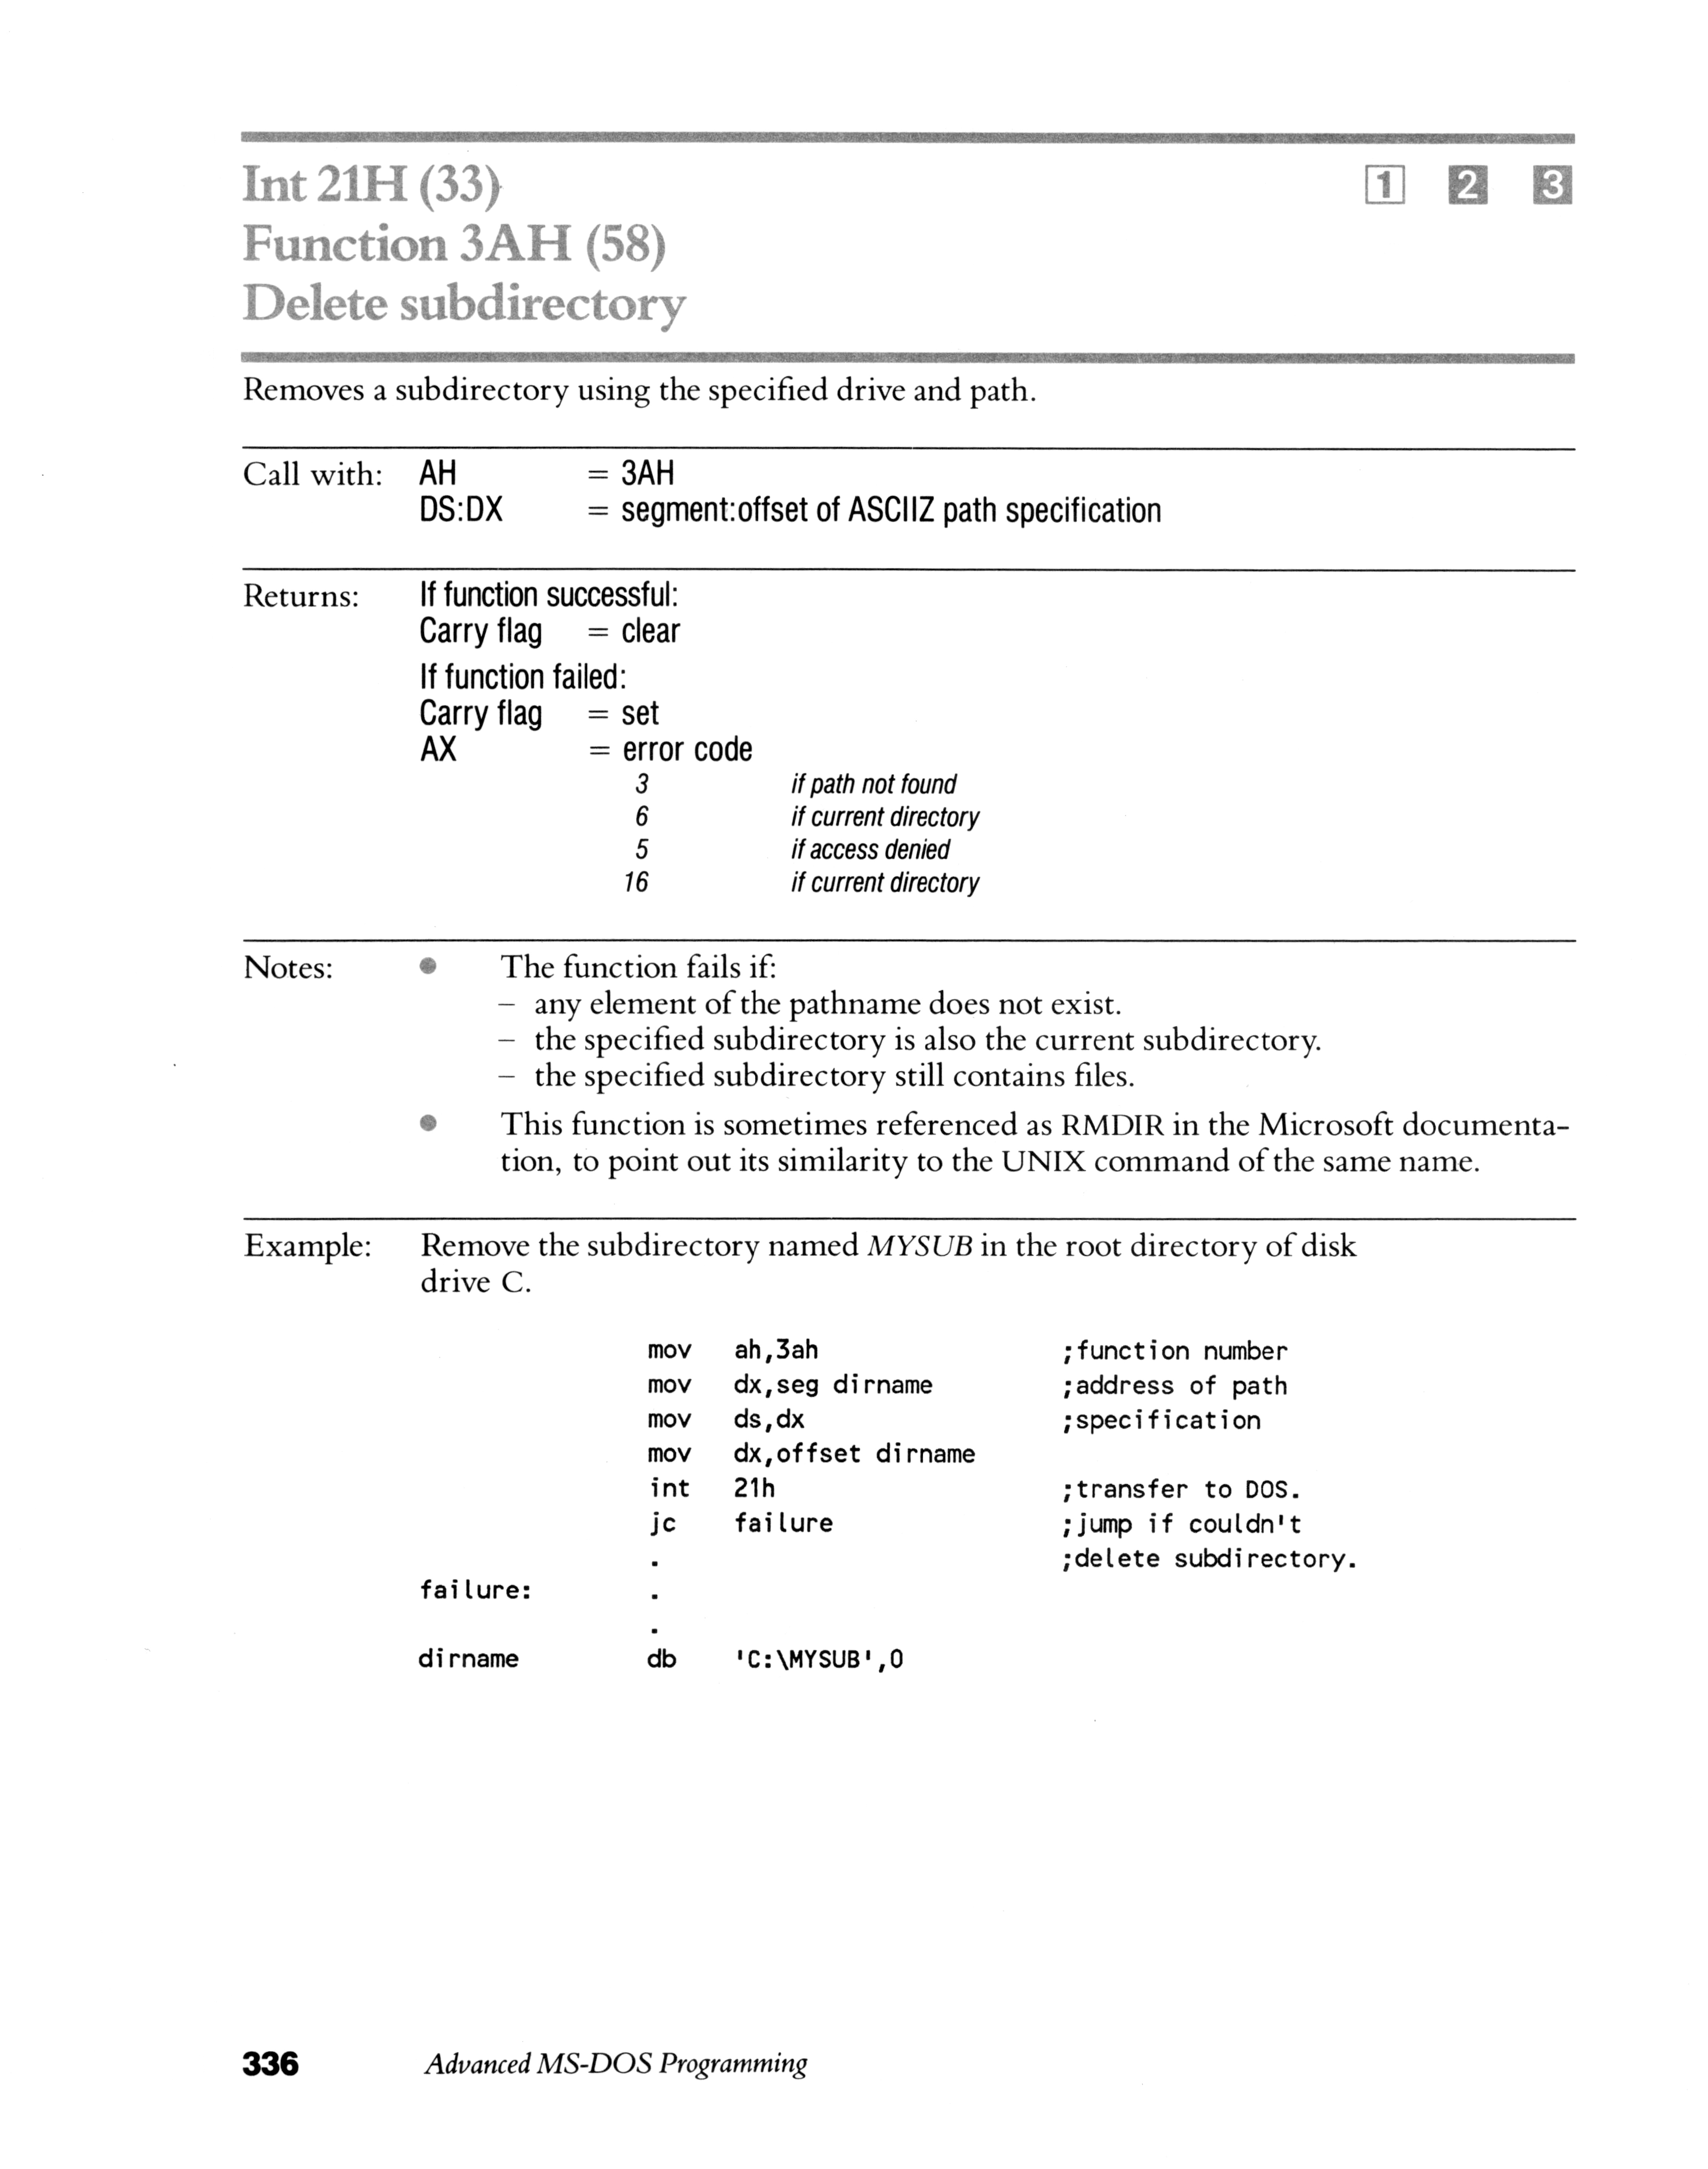 Int 21H (33) 1 2 3
Function 3AH (58)
Delete subdirectory
Removes a subdirectory using the specified drive and path.
Call with: AH = 3AH
DS:DX = segment:offset of ASCIIZ path specification
Returns: If function successful:
Carry flag = clear
If function failed:
Carry flag = set
AX = error code
3 if path not found
6 if current directory
5 if access denied
16 if current directory
Notes: ● The function fails if:
– any element of the pathname does not exist.
– the specified subdirectory is also the current subdirectory.
– the specified subdirectory still contains files.
● This function is sometimes referenced as RMDIR in the Microsoft documenta-
tion, to point out its similarity to the UNIX command of the same name.
Example: Remove the subdirectory named MYSUB in the root directory of disk
drive C.
mov ah,3ah ;function number
mov dx,seg dirname ;address of path
mov ds,dx ;specification
mov dx,offset dirname
int 21h ;transfer to DOS.
jc failure ;jump if couldn't
. ;delete subdirectory.
failure: .
.
dirname db 'C:\MYSUB',0
336 Advanced MS-DOS Programming